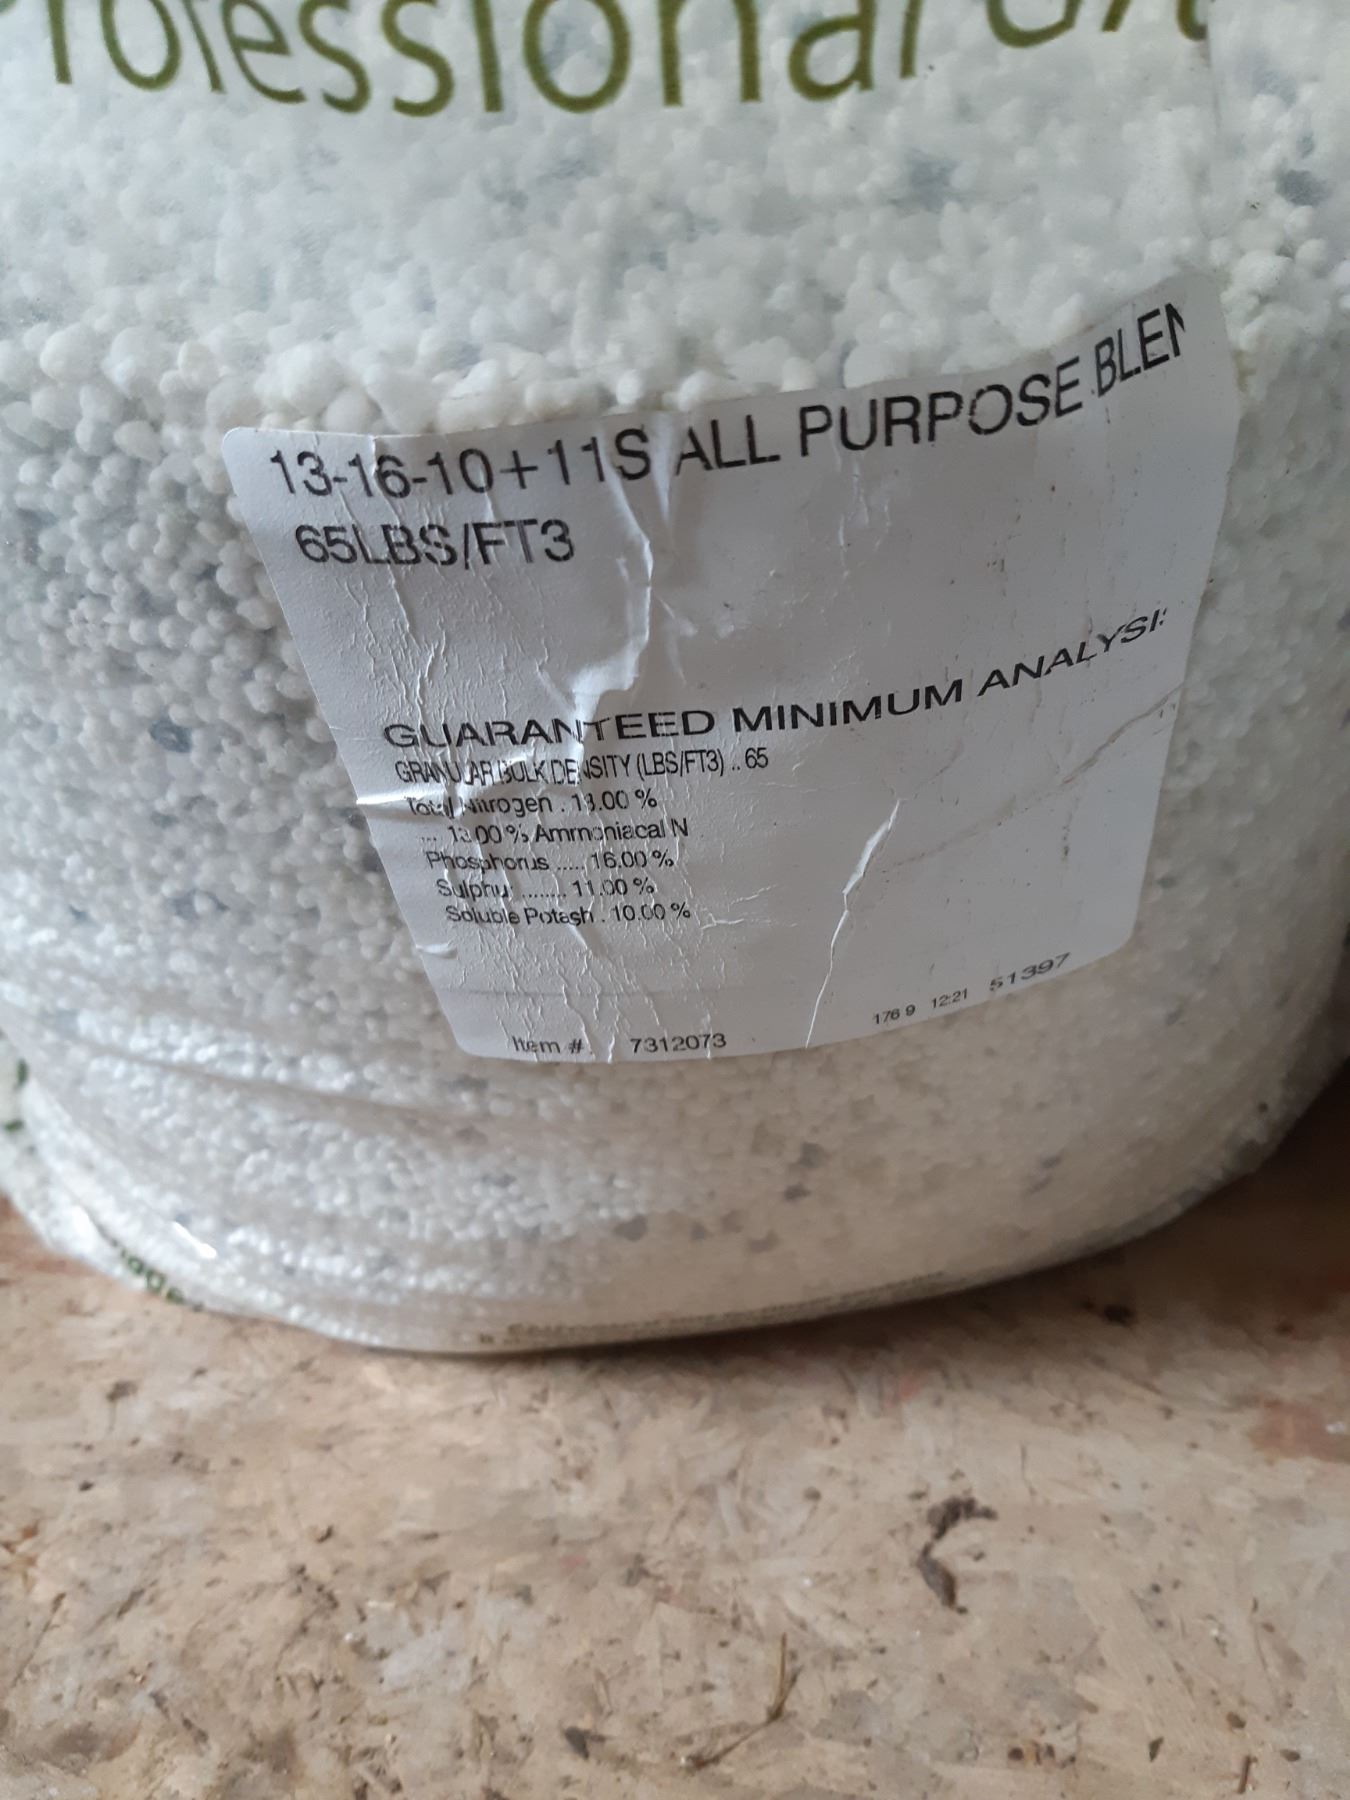 Professional
13-16-10+11S ALL PURPOSE BLEN
65LBS/FT3
GUARANTEED MINIMUM ANALYSIS
GRANULAR BULK DENSITY (LBS/FT3) .. 65
Total Nitrogen . 13.00 %
... 13.00 % Ammoniacal N
Phosphorus ..... 16.00 %
Sulphur ........ 11.00 %
Soluble Potash . 10.00 %
Item # 7312073
176 9 12:21 51397